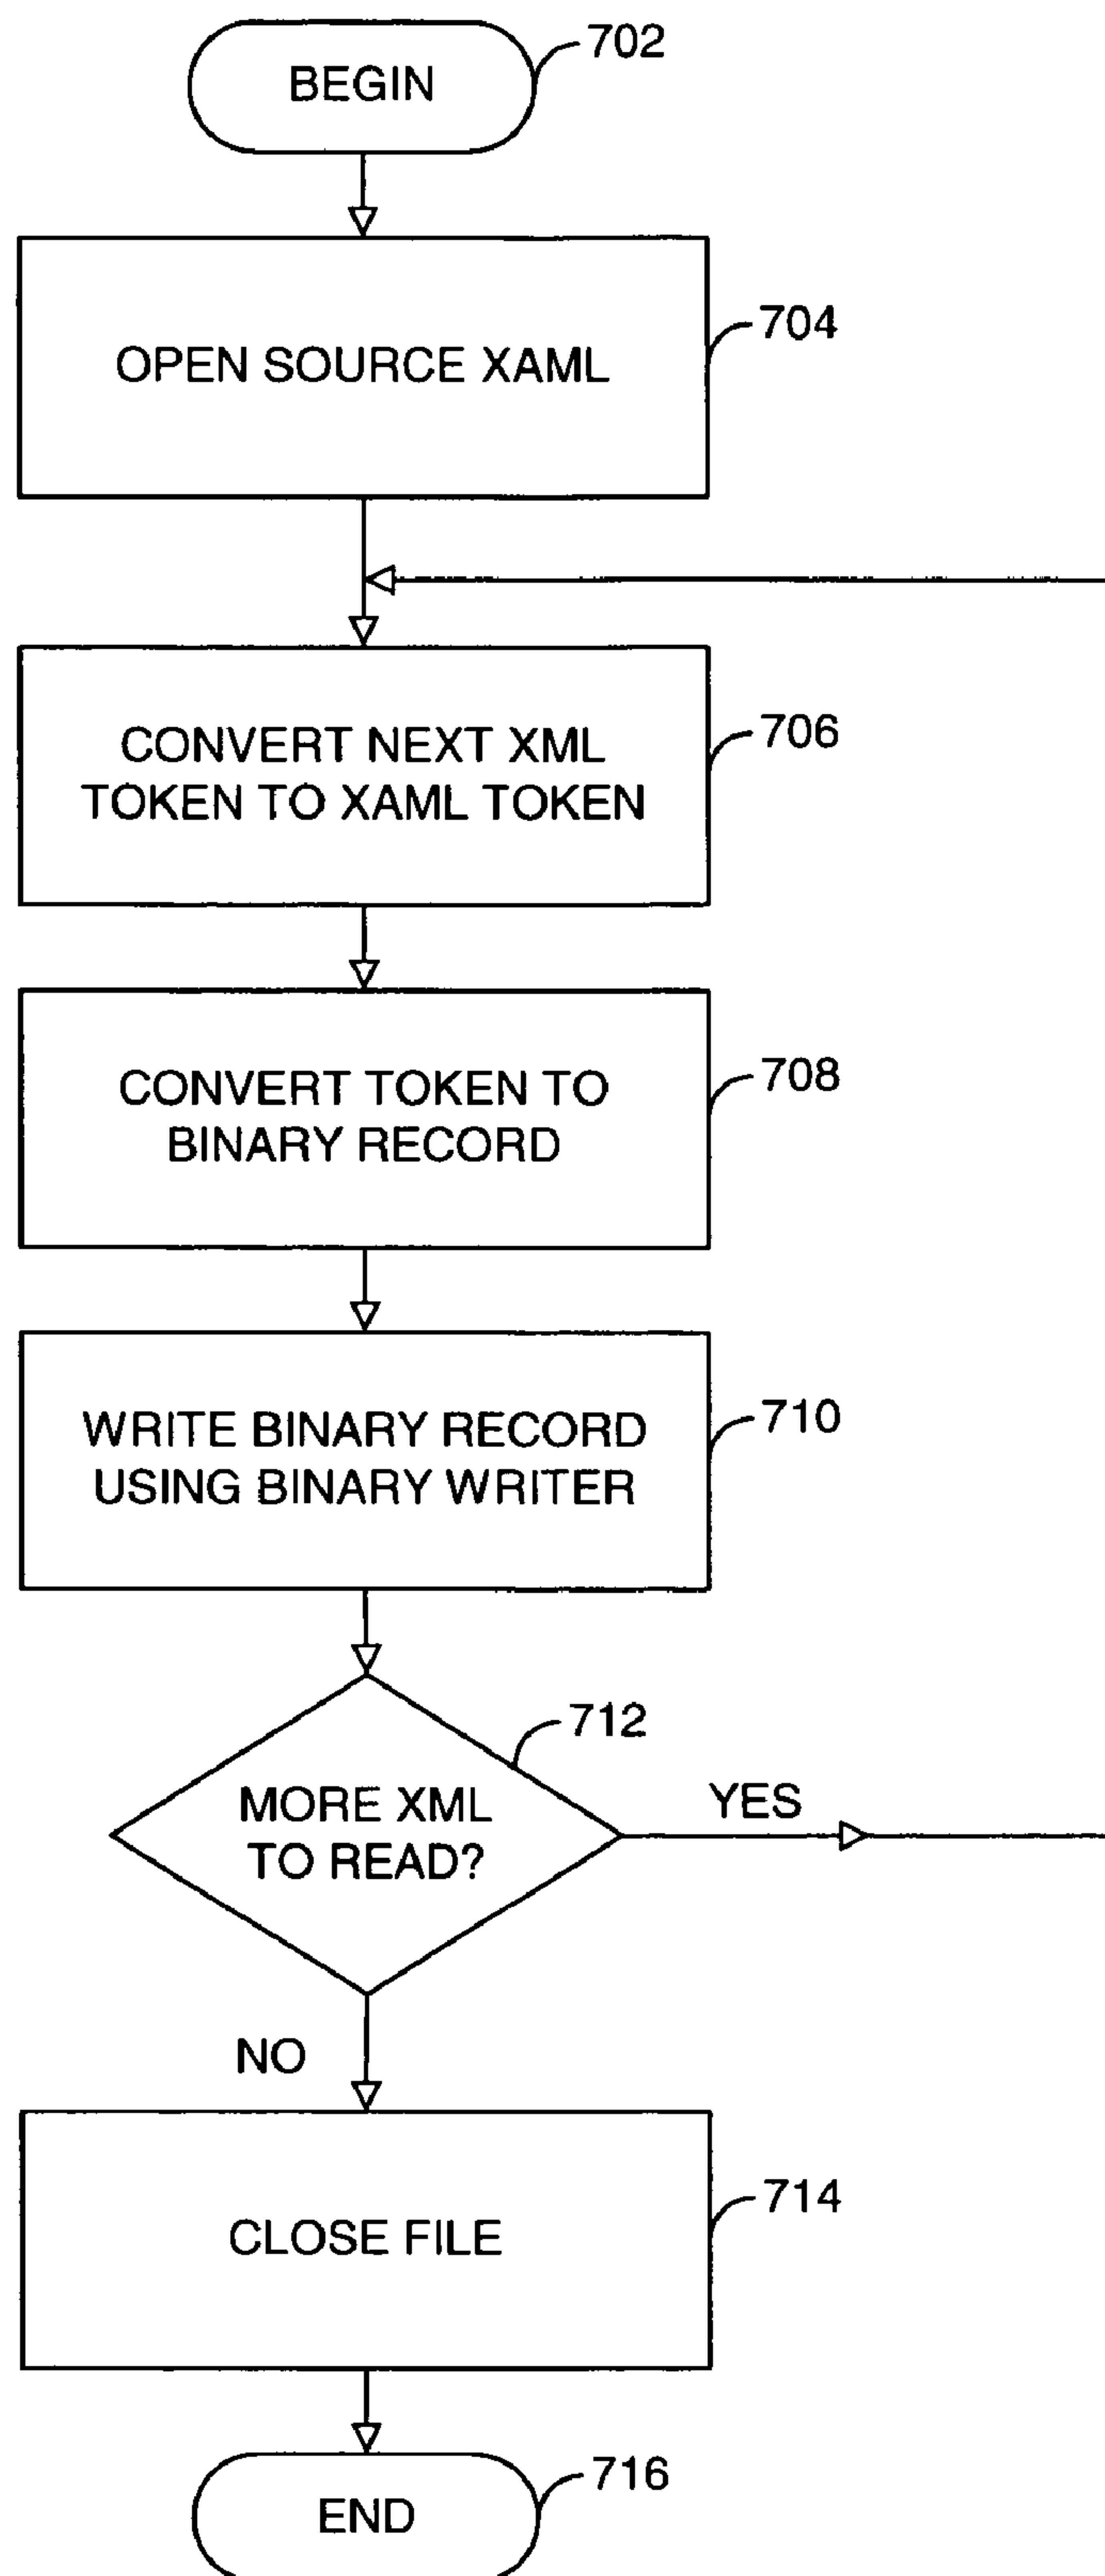 BEGIN
702
OPEN SOURCE XAML
704
CONVERT NEXT XML
TOKEN TO XAML TOKEN
706
CONVERT TOKEN TO
BINARY RECORD
708
WRITE BINARY RECORD
USING BINARY WRITER
710
712
MORE XML
TO READ?
YES
NO
CLOSE FILE
714
END
716